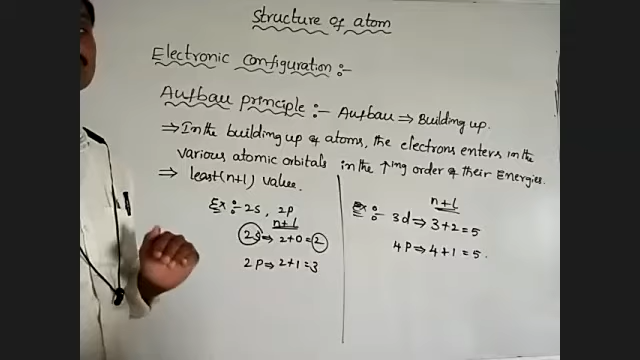 Structure of atom
Electronic configuration :-
Aufbau principle :- Aufbau ⇒ Building up.
⇒ In the building up of atoms, the electrons enters in the
various atomic orbitals in the ↑ing order of their Energies.
⇒ least (n+l) value.
Ex :- 2s, 2p
n+l
2s ⇒ 2+0 = 2
2p ⇒ 2+1 = 3
n+l
Ex :- 3d ⇒ 3+2 = 5
4p ⇒ 4+1 = 5.